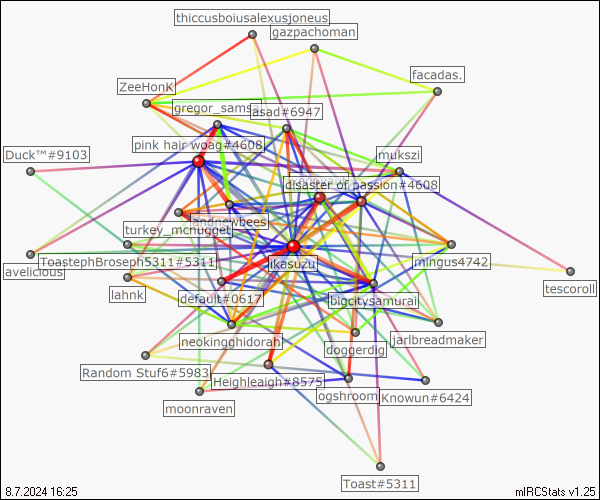 thiccusboiusalexusjoneus
gazpachoman
facadas.
ZeeHonK
gregor_sams
asad#6947
pink hair woag#4608
Duck™#9103
mukszi
disaster of passion#4608
andnewbees
turkey_mcnugget
ToastephBroseph5311#5311
ikasuzu
mingus4742
avelicious
tescoroll
lahnk
default#0617
bigcitysamurai
neokingghidorah
doggerdig
jarlbreadmaker
Random Stuf6#5983
Heighleaigh#8575
ogshroom
Knowun#6424
moonraven
Toast#5311
8.7.2024 16:25
mIRCStats v1.25